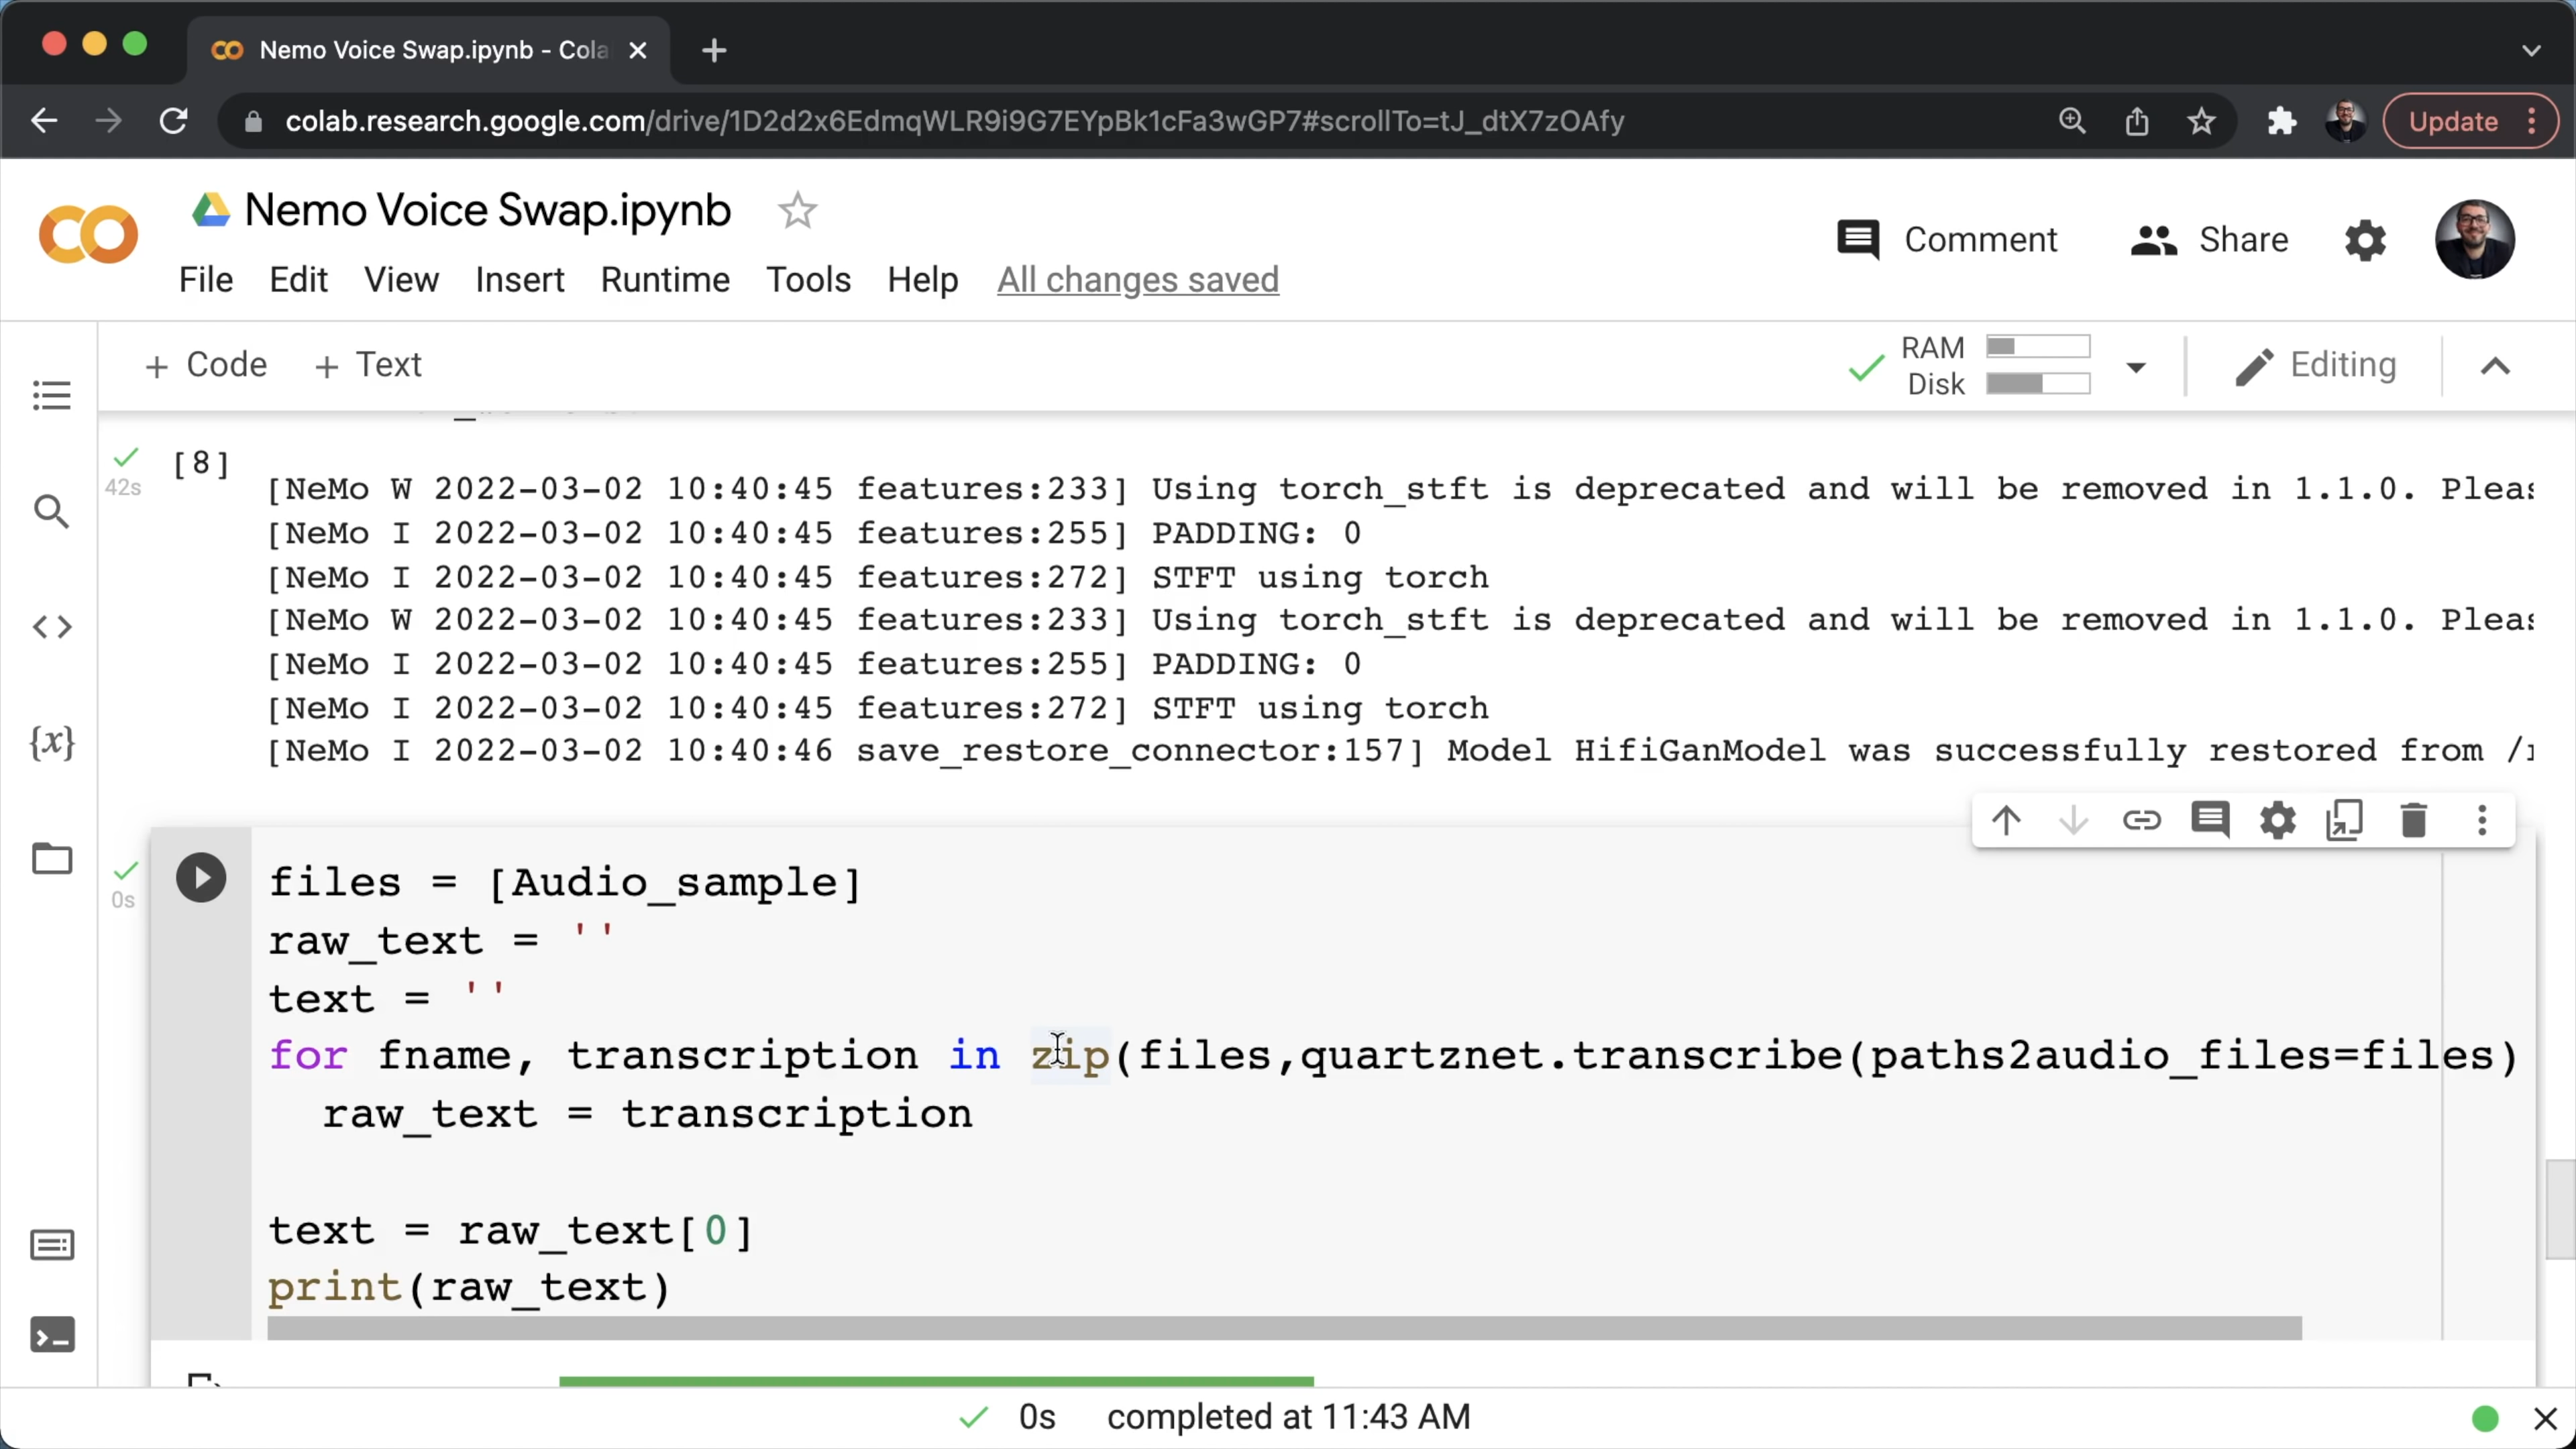 Nemo Voice Swap.ipynb - Cola
colab.research.google.com/drive/1D2d2x6EdmqWLR9i9G7EYpBk1cFa3wGP7#scrollTo=tJ_dtX7zOAfy
Update
Nemo Voice Swap.ipynb
Comment
Share
File Edit View Insert Runtime Tools Help All changes saved
+ Code + Text
RAM
Disk
Editing
[8]
42s
[NeMo W 2022-03-02 10:40:45 features:233] Using torch_stft is deprecated and will be removed in 1.1.0. Pleas
[NeMo I 2022-03-02 10:40:45 features:255] PADDING: 0
[NeMo I 2022-03-02 10:40:45 features:272] STFT using torch
[NeMo W 2022-03-02 10:40:45 features:233] Using torch_stft is deprecated and will be removed in 1.1.0. Pleas
[NeMo I 2022-03-02 10:40:45 features:255] PADDING: 0
[NeMo I 2022-03-02 10:40:45 features:272] STFT using torch
[NeMo I 2022-03-02 10:40:46 save_restore_connector:157] Model HifiGanModel was successfully restored from /
0s
files = [Audio_sample]
raw_text = ''
text = ''
for fname, transcription in zip(files,quartznet.transcribe(paths2audio_files=files)
raw_text = transcription
text = raw_text[0]
print(raw_text)
0s completed at 11:43 AM